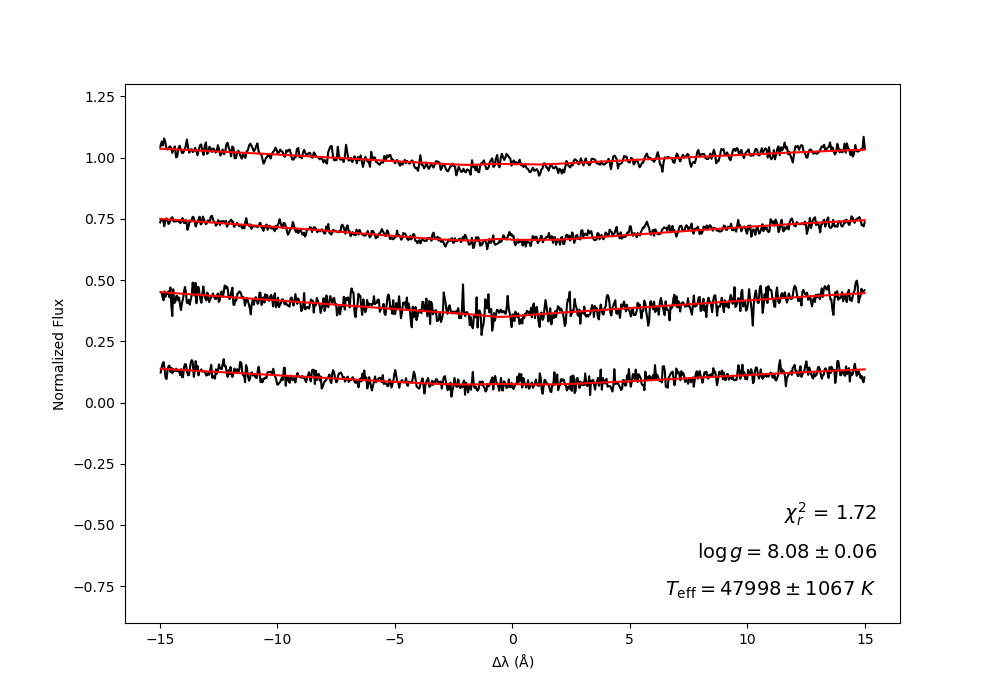 1.25
1.00
0.75
0.50
0.25
0.00
−0.25
−0.50
−0.75
Normalized Flux
χ²ᵣ = 1.72
log g = 8.08 ± 0.06
T_eff = 47998 ± 1067 K
−15 −10 −5 0 5 10 15
Δλ (Å)